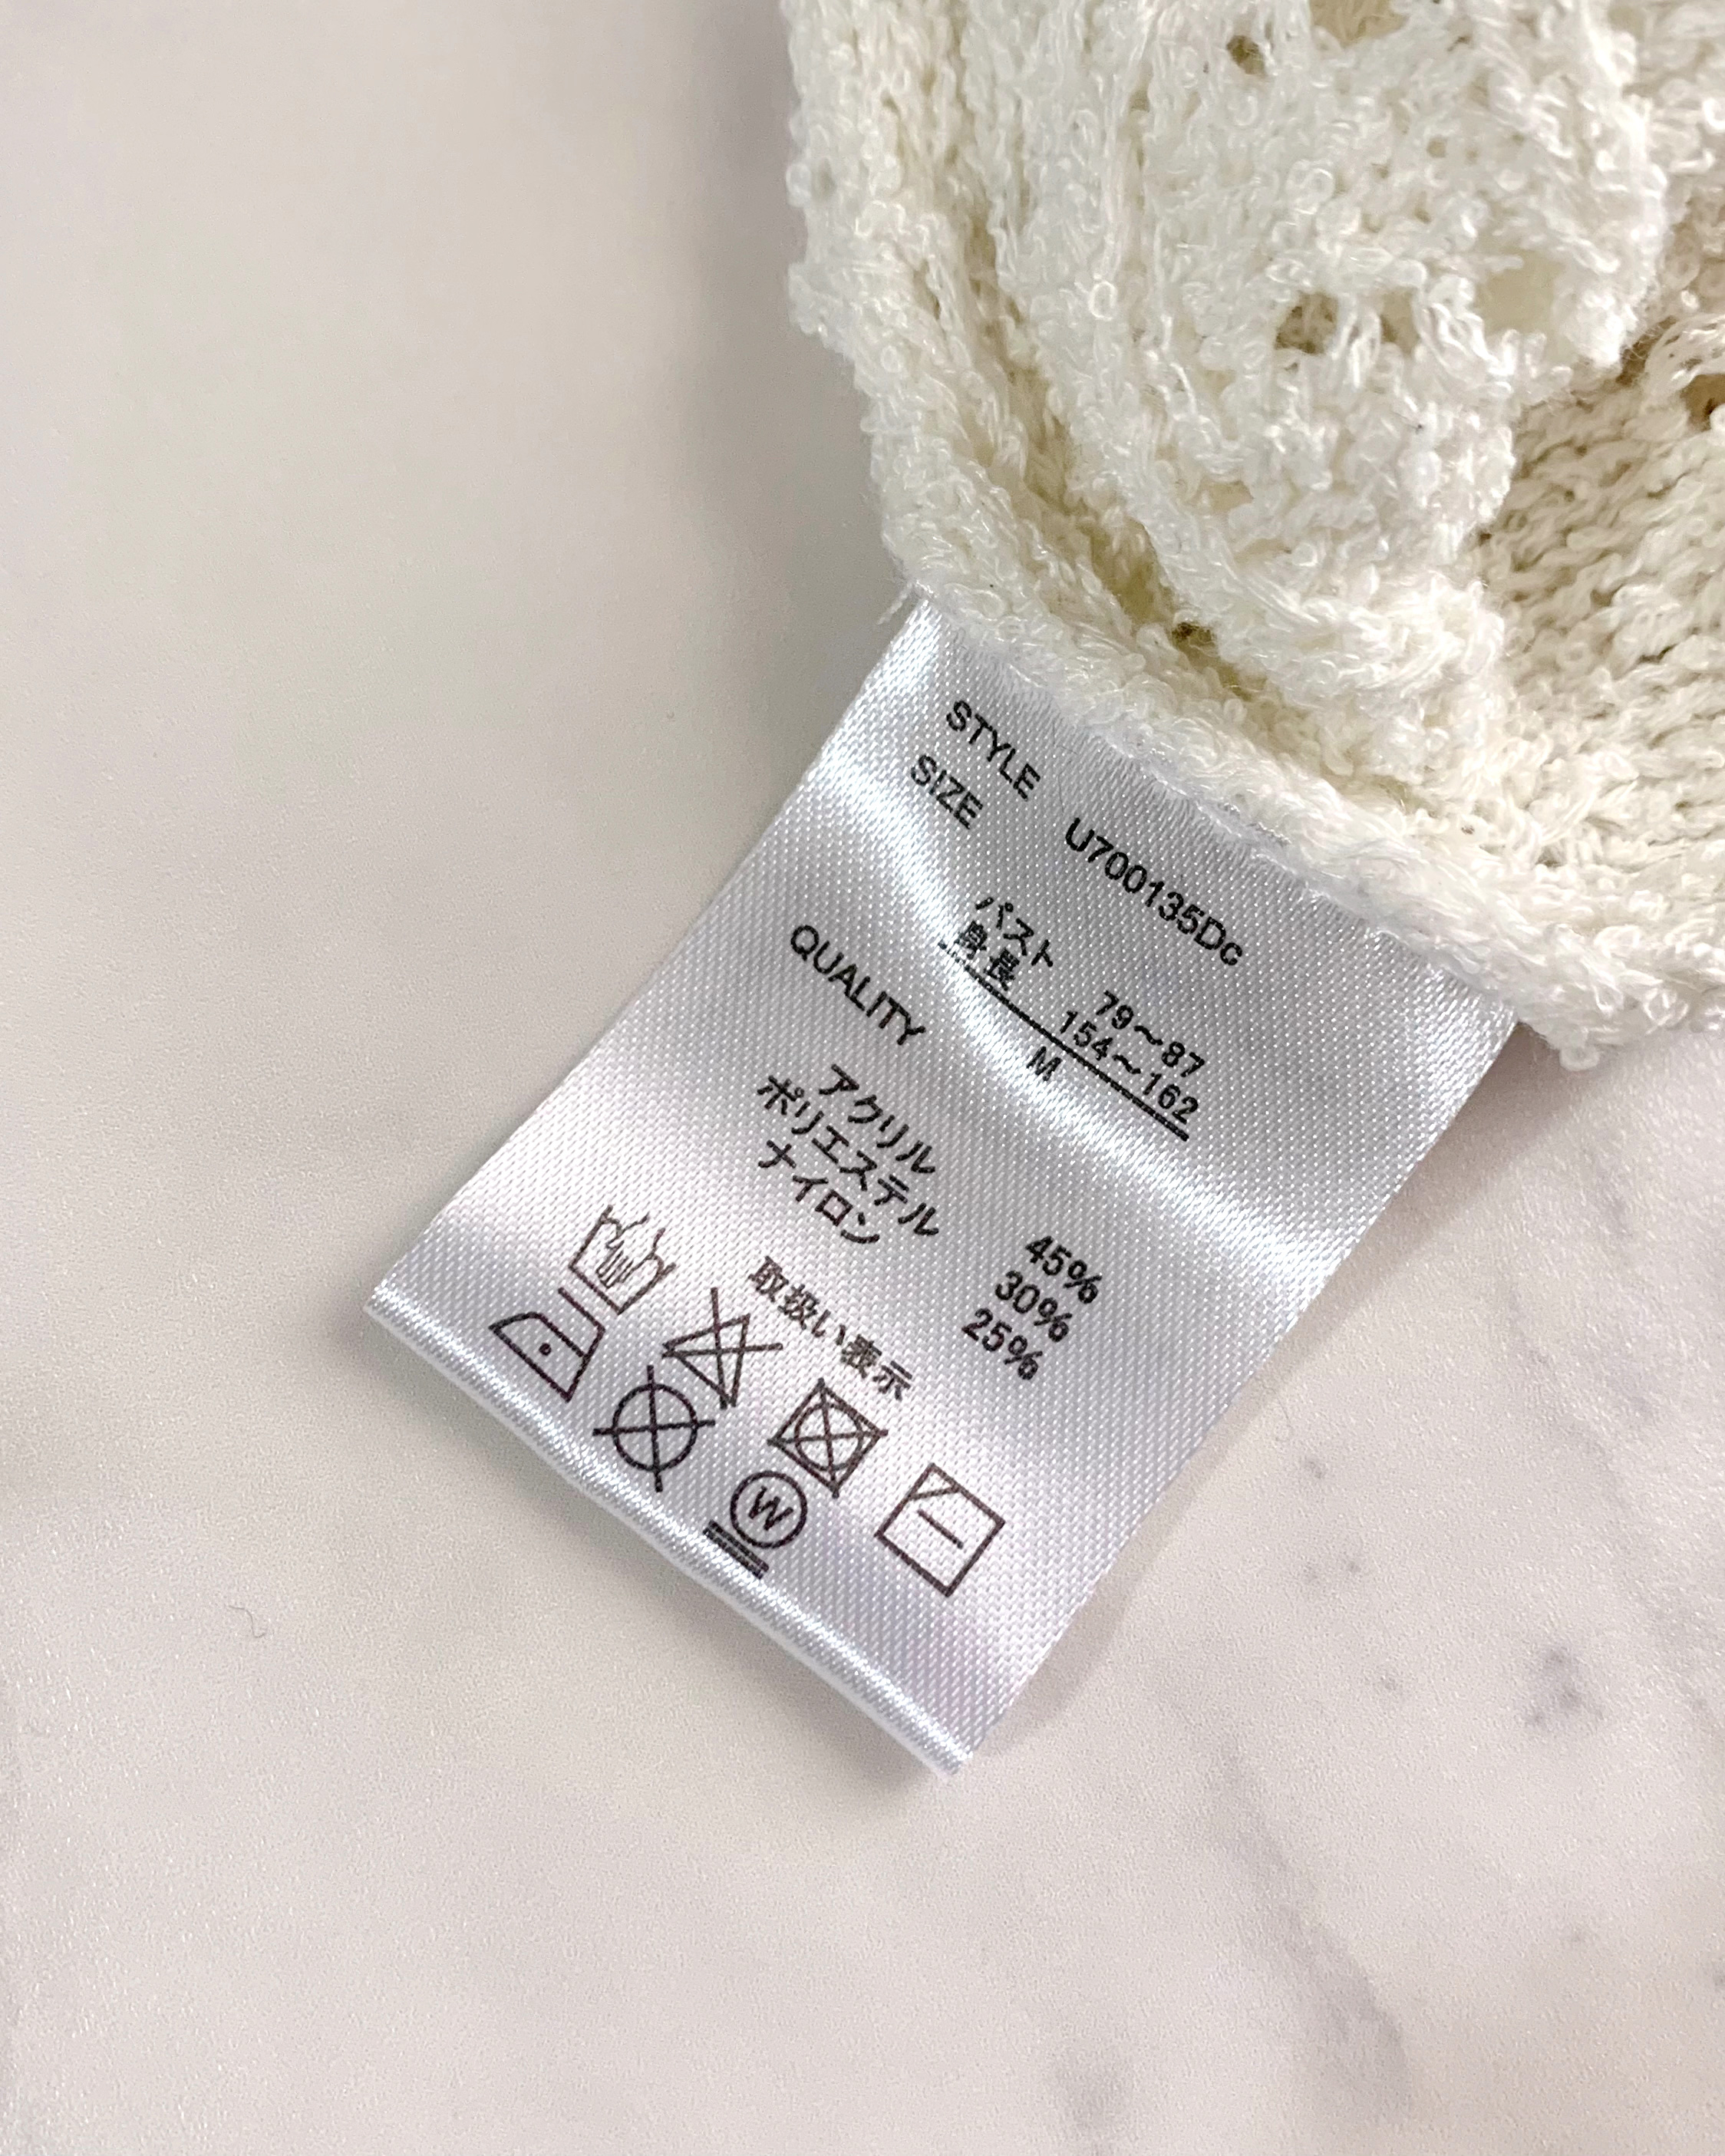 STYLE U700135Dc
SIZE
バスト 79～87
身長 154～162
M
QUALITY
アクリル 45%
ポリエステル 30%
ナイロン 25%
取扱い表示
W